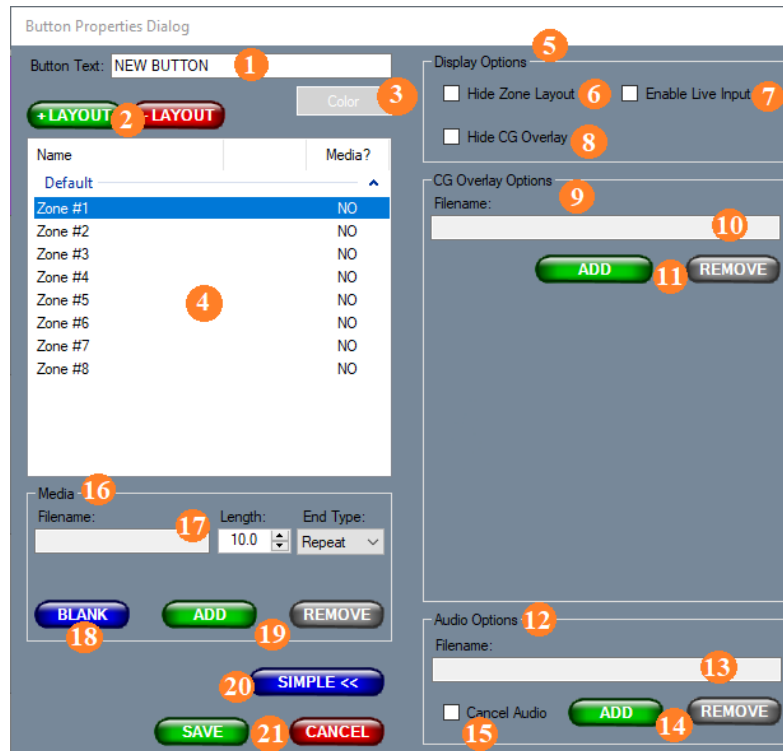 Button Properties Dialog
Button Text: NEW BUTTON 1
+LAYOUT 2 - LAYOUT
Color 3
Name Media?
Default
Zone #1 NO
Zone #2 NO
Zone #3 NO
Zone #4 NO
Zone #5 NO
Zone #6 NO
Zone #7 NO
Zone #8 NO
4
Media 16
Filename: 17 Length: End Type:
10.0 Repeat
BLANK ADD REMOVE
18 19
20 SIMPLE <<
SAVE 21 CANCEL
5
Display Options
Hide Zone Layout 6 Enable Live Input 7
Hide CG Overlay 8
CG Overlay Options 9
Filename:
10
ADD 11 REMOVE
Audio Options 12
Filename:
13
Cancel Audio ADD 14 REMOVE
15